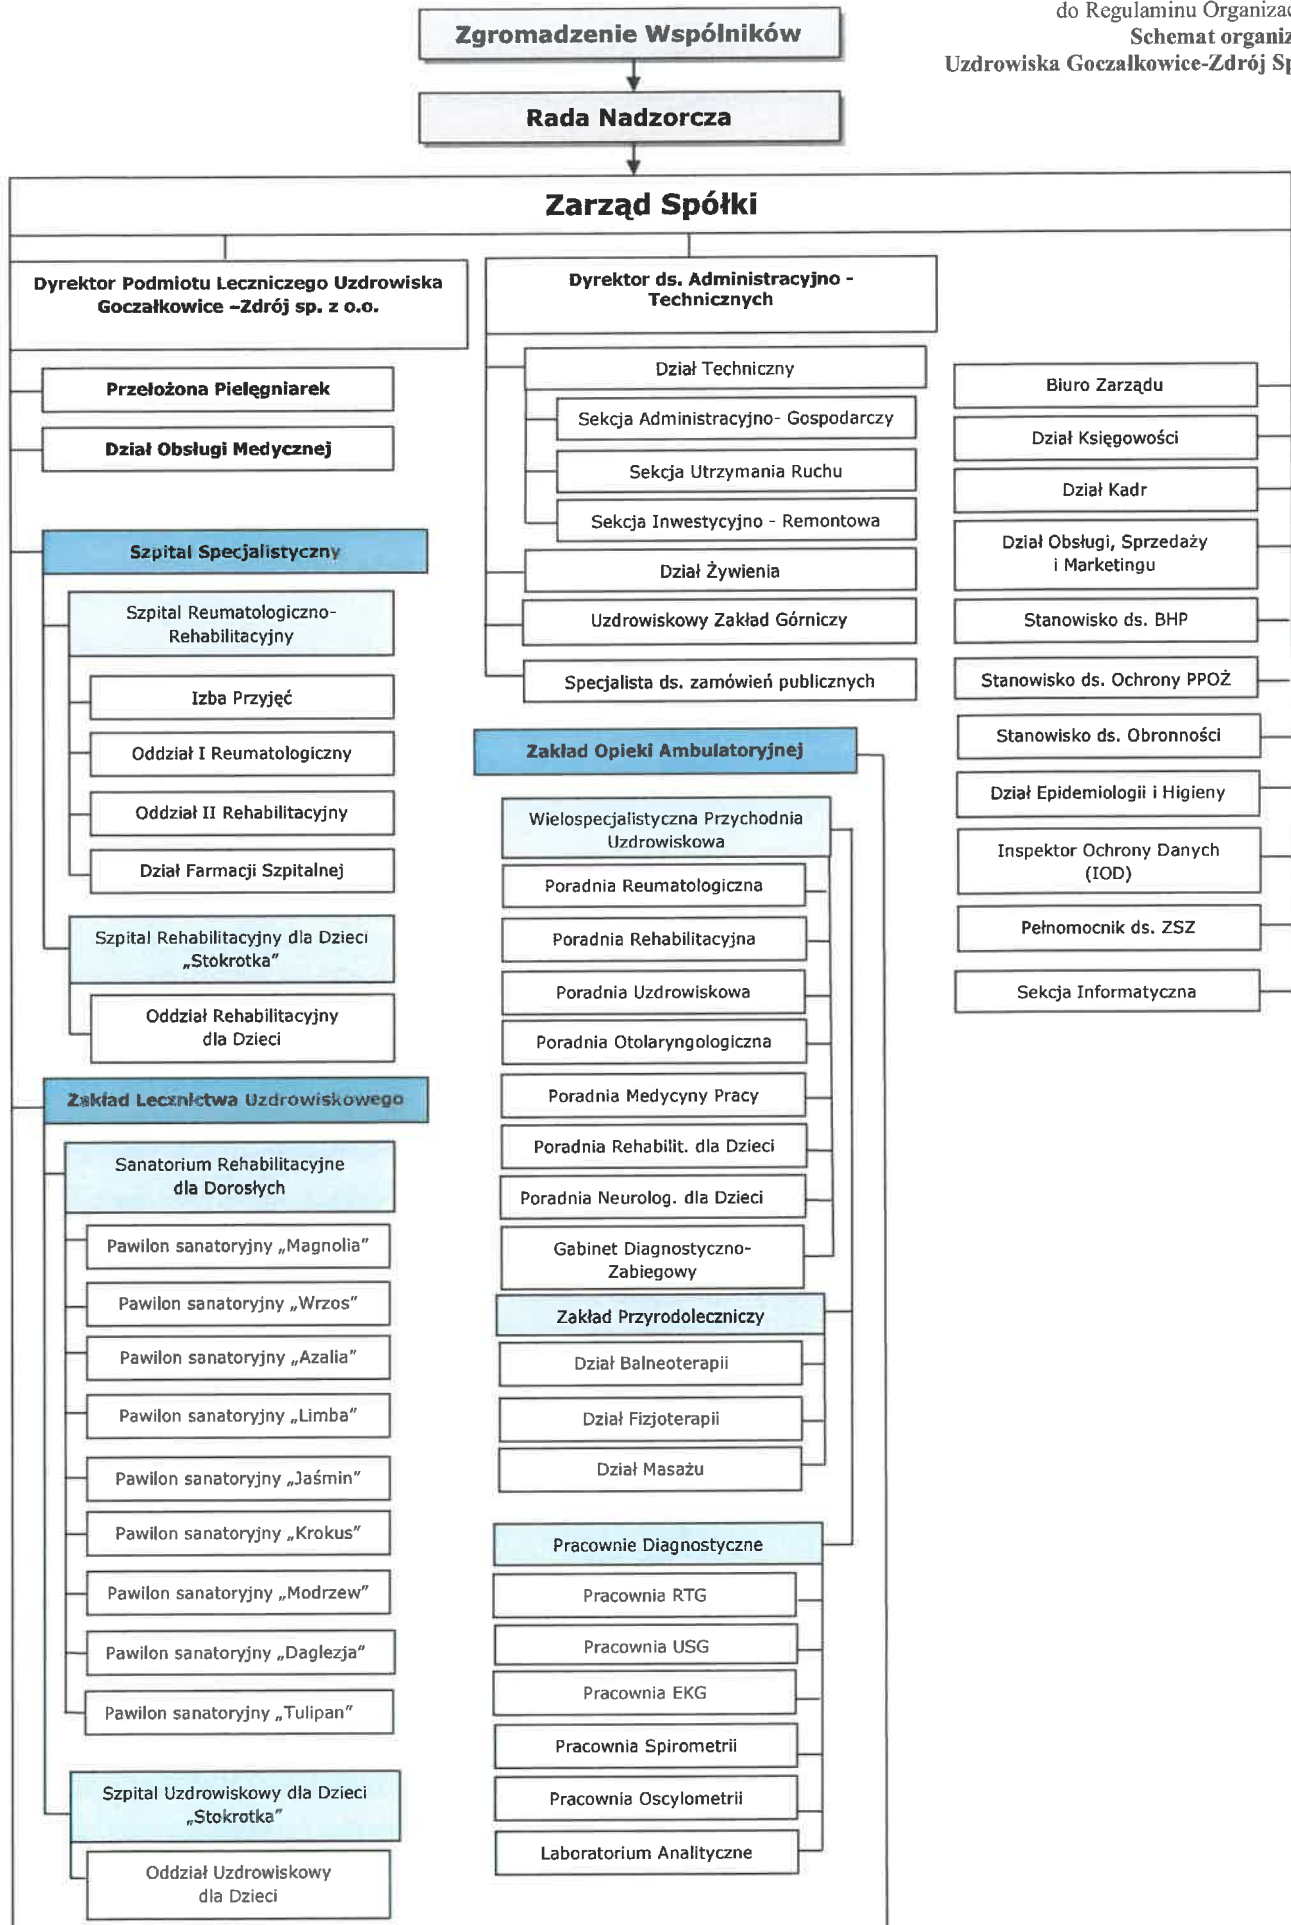 do Regulaminu
Schemat
Uzdrowiska Goczałkowice-Zdrój
Zgromadzenie Wspólników
Rada Nadzorcza
Zarząd Spółki
Dyrektor Podmiotu Leczniczego Uzdrowiska
Goczałkowice –Zdrój sp. z o.o.
Przełożona Pielęgniarek
Dział Obsługi Medycznej
Szpital Specjalistyczny
Szpital Reumatologiczno-
Rehabilitacyjny
Izba Przyjęć
Oddział I Reumatologiczny
Oddział II Rehabilitacyjny
Dział Farmacji Szpitalnej
Szpital Rehabilitacyjny dla Dzieci
„Stokrotka”
Oddział Rehabilitacyjny
dla Dzieci
Zakład Lecznictwa Uzdrowiskowego
Sanatorium Rehabilitacyjne
dla Dorosłych
Pawilon sanatoryjny „Magnolia”
Pawilon sanatoryjny „Wrzos”
Pawilon sanatoryjny „Azalia”
Pawilon sanatoryjny „Limba”
Pawilon sanatoryjny „Jaśmin”
Pawilon sanatoryjny „Krokus”
Pawilon sanatoryjny „Modrzew”
Pawilon sanatoryjny „Daglezja”
Pawilon sanatoryjny „Tulipan”
Szpital Uzdrowiskowy dla Dzieci
„Stokrotka”
Oddział Uzdrowiskowy
dla Dzieci
Dyrektor ds. Administracyjno -
Technicznych
Dział Techniczny
Sekcja Administracyjno- Gospodarczy
Sekcja Utrzymania Ruchu
Sekcja Inwestycyjno - Remontowa
Dział Żywienia
Uzdrowiskowy Zakład Górniczy
Specjalista ds. zamówień publicznych
Zakład Opieki Ambulatoryjnej
Wielospecjalistyczna Przychodnia
Uzdrowiskowa
Poradnia Reumatologiczna
Poradnia Rehabilitacyjna
Poradnia Uzdrowiskowa
Poradnia Otolaryngologiczna
Poradnia Medycyny Pracy
Poradnia Rehabilit. dla Dzieci
Poradnia Neurolog. dla Dzieci
Gabinet Diagnostyczno-
Zabiegowy
Zakład Przyrodoleczniczy
Dział Balneoterapii
Dział Fizjoterapii
Dział Masażu
Pracownie Diagnostyczne
Pracownia RTG
Pracownia USG
Pracownia EKG
Pracownia Spirometrii
Pracownia Oscylometrii
Laboratorium Analityczne
Biuro Zarządu
Dział Księgowości
Dział Kadr
Dział Obsługi, Sprzedaży
i Marketingu
Stanowisko ds. BHP
Stanowisko ds. Ochrony PPOŻ
Stanowisko ds. Obronności
Dział Epidemiologii i Higieny
Inspektor Ochrony Danych
(IOD)
Pełnomocnik ds. ZSZ
Sekcja Informatyczna